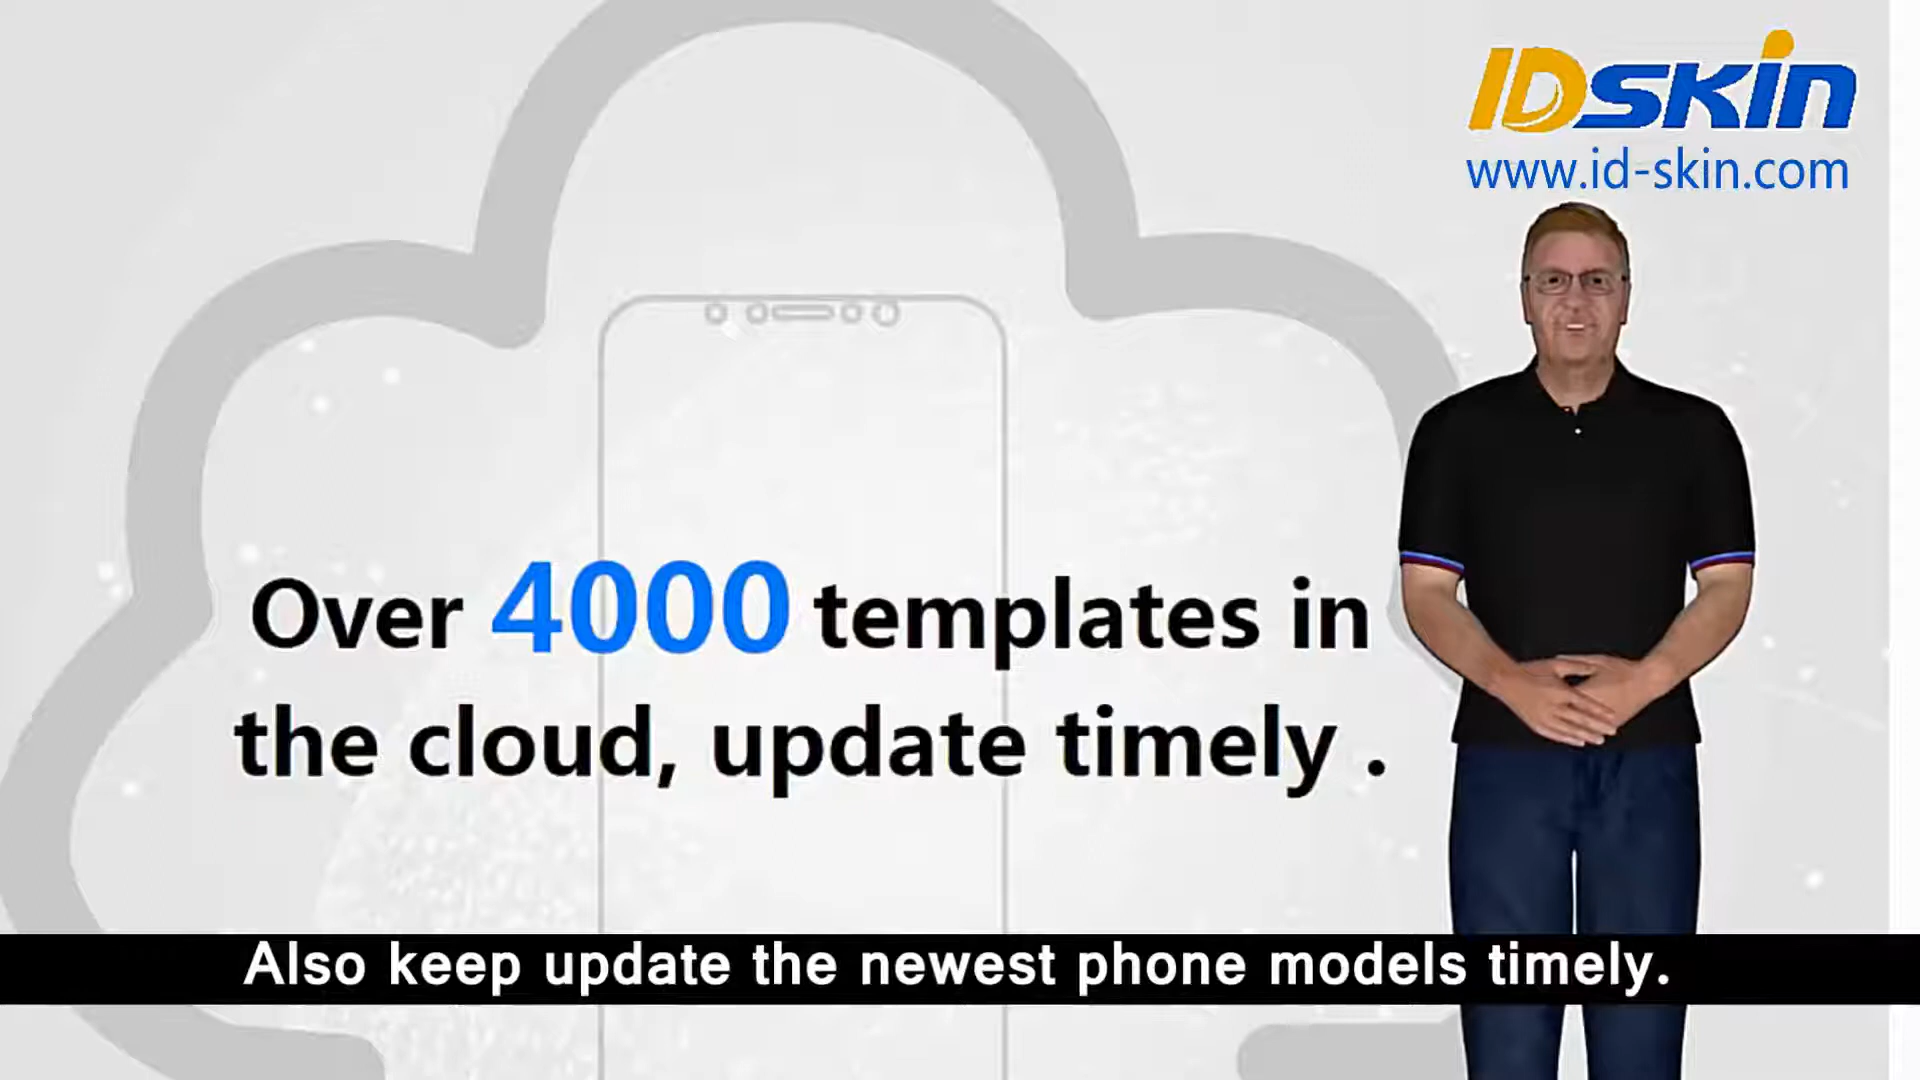 IDSkin
www.id-skin.com
Over 4000 templates in
the cloud, update timely .
Also keep update the newest phone models timely.